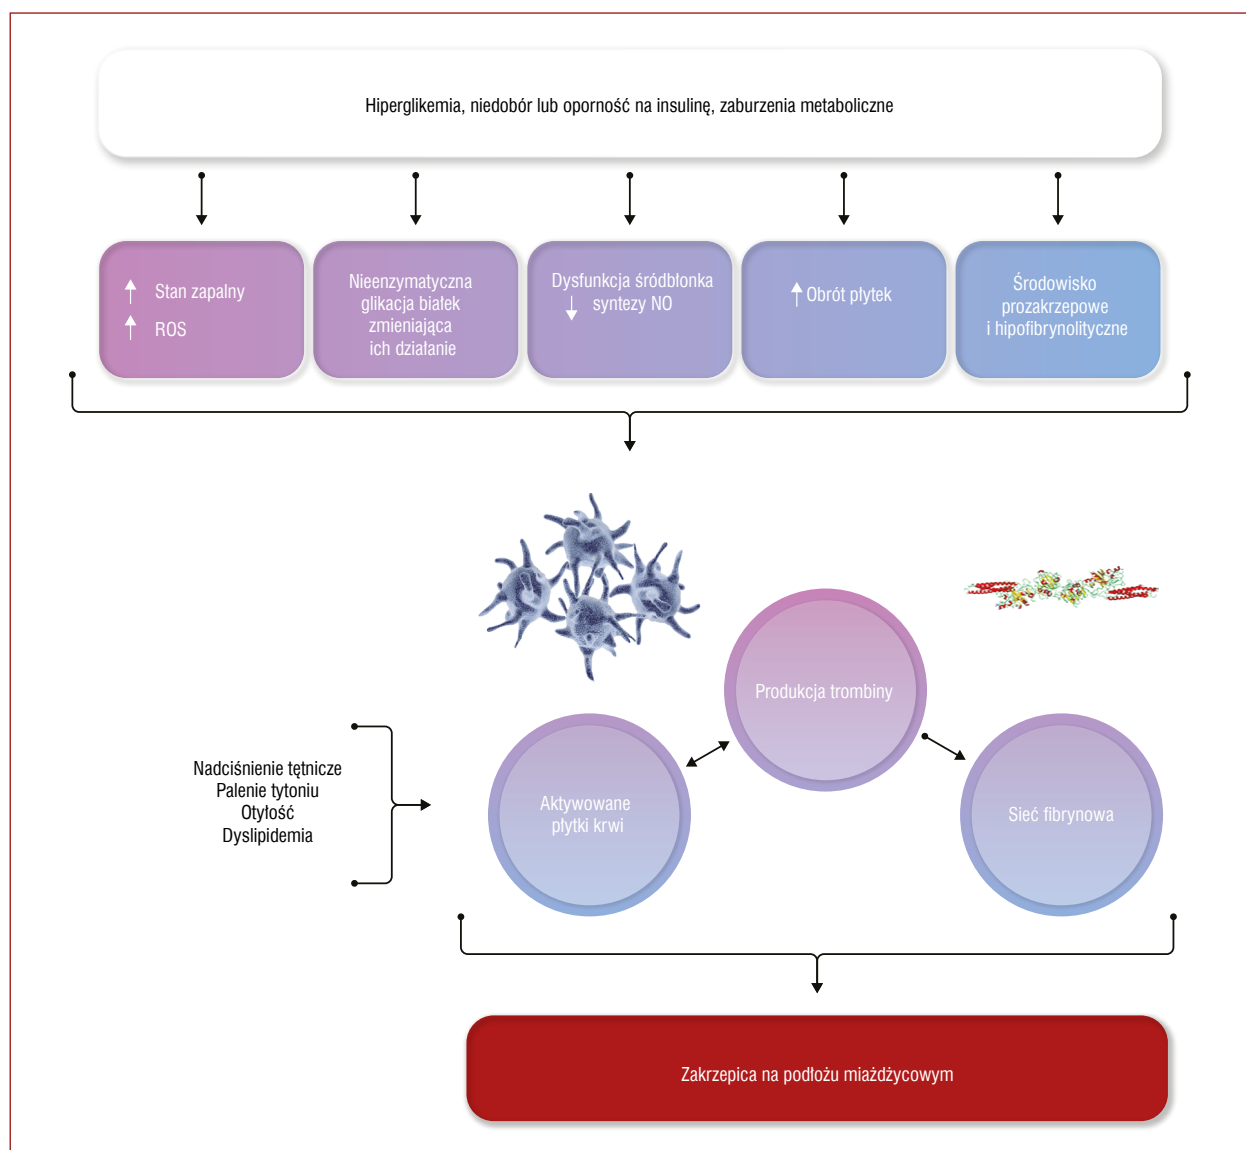 Hiperglikemia, niedobór lub oporność na insulinę, zaburzenia metaboliczne
↑ Stan zapalny
↑ ROS
Nieenzymatyczna
glikacja białek
zmieniająca
ich działanie
Dysfunkcja śródbłonka
↓ syntezy NO
↑ Obrót płytek
Środowisko
prozakrzepowe
i hipofibrynolityczne
Produkcja trombiny
Nadciśnienie tętnicze
Palenie tytoniu
Otyłość
Dyslipidemia
Aktywowane
płytki krwi
Sieć fibrynowa
Zakrzepica na podłożu miażdżycowym